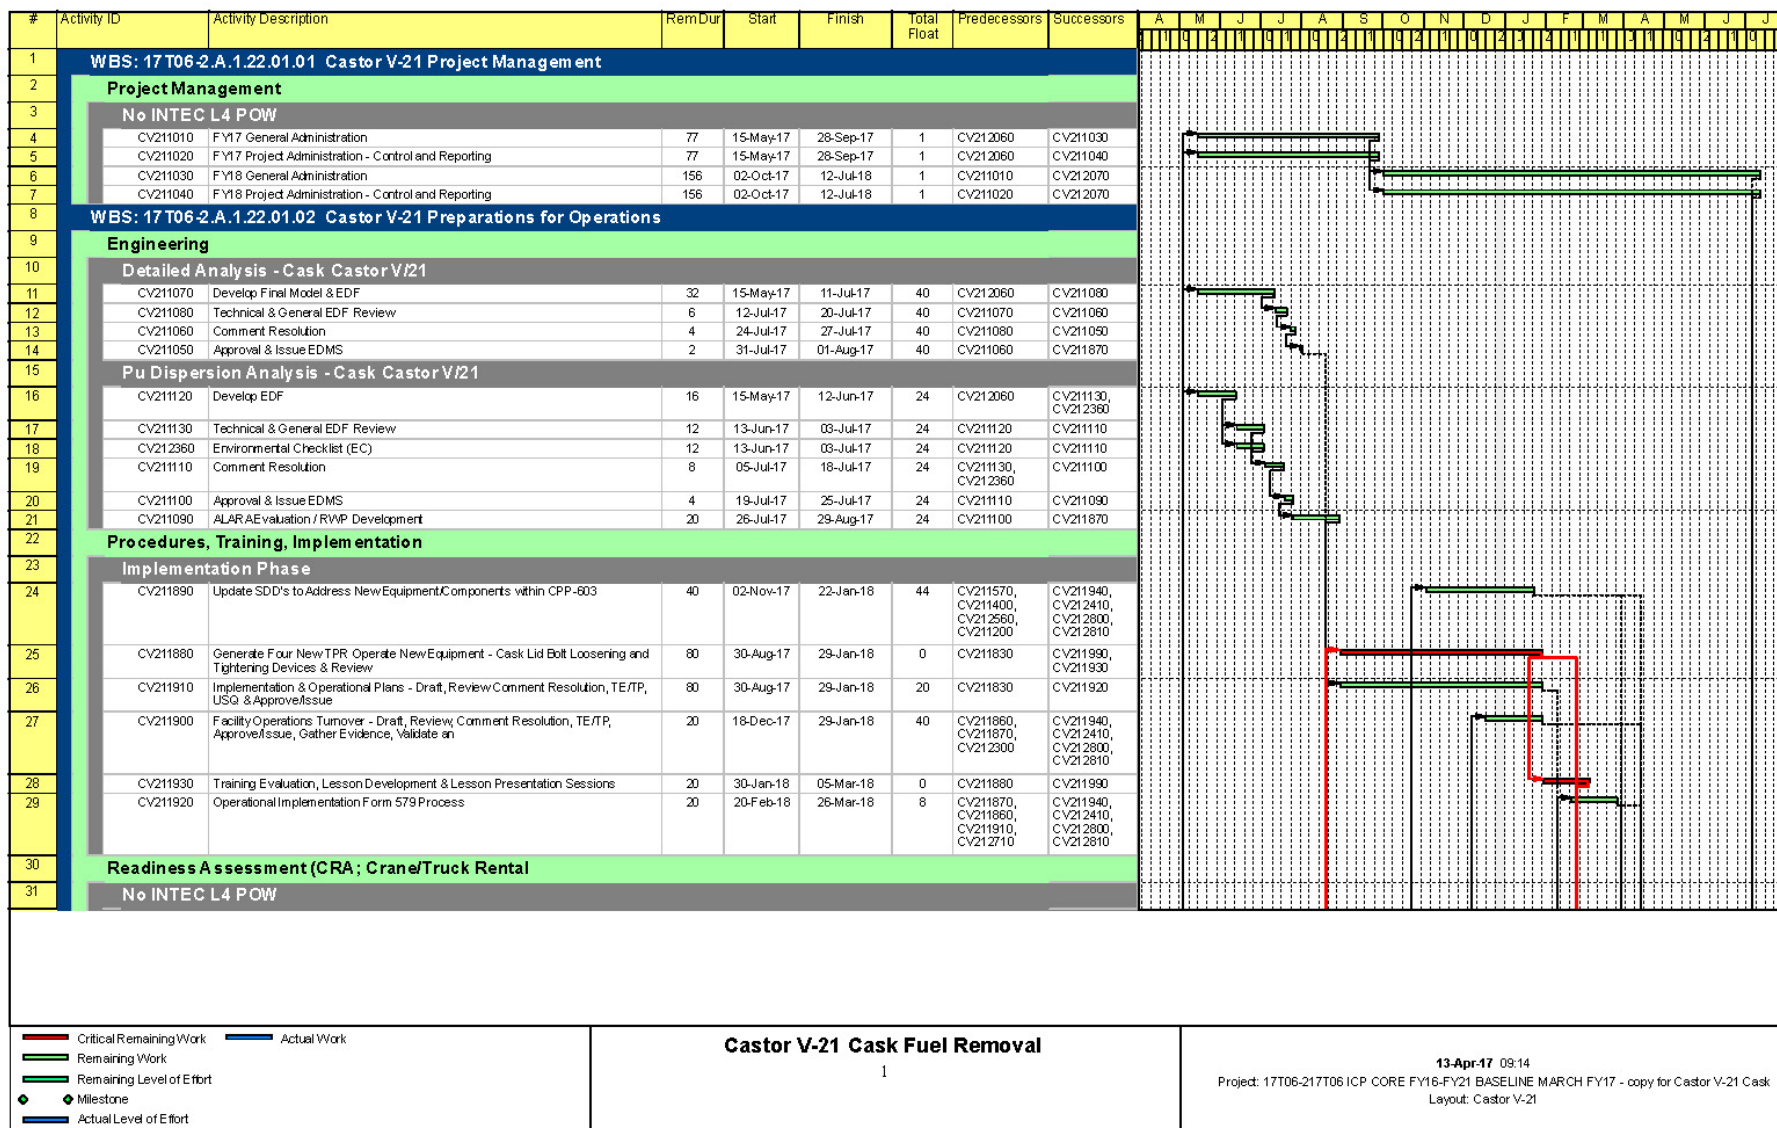 # Activity ID Activity Description Rem Dur Start Finish Total Float Predecessors Successors A M J J A S O N D J F M A M J J
1 WBS: 17T06-2.A.1.22.01.01 Castor V-21 Project Management
2 Project Management
3 No INTEC L4 POW
4 CV211010 FY17 General Administration 77 15-May-17 28-Sep-17 1 CV212060 CV211030
5 CV211020 FY17 Project Administration - Control and Reporting 77 15-May-17 28-Sep-17 1 CV212060 CV211040
6 CV211030 FY18 General Administration 156 02-Oct-17 12-Jul-18 1 CV211010 CV212070
7 CV211040 FY18 Project Administration - Control and Reporting 156 02-Oct-17 12-Jul-18 1 CV211020 CV212070
8 WBS: 17T06-2.A.1.22.01.02 Castor V-21 Preparations for Operations
9 Engineering
10 Detailed Analysis - Cask Castor V/21
11 CV211070 Develop Final Model & EDF 32 15-May-17 11-Jul-17 40 CV212060 CV211080
12 CV211080 Technical & General EDF Review 6 12-Jul-17 20-Jul-17 40 CV211070 CV211060
13 CV211060 Comment Resolution 4 24-Jul-17 27-Jul-17 40 CV211080 CV211050
14 CV211050 Approval & Issue EDMS 2 31-Jul-17 01-Aug-17 40 CV211060 CV211870
15 Pu Dispersion Analysis - Cask Castor V/21
16 CV211120 Develop EDF 16 15-May-17 12-Jun-17 24 CV212060 CV211130,
CV212360
17 CV211130 Technical & General EDF Review 12 13-Jun-17 03-Jul-17 24 CV211120 CV211110
18 CV212360 Environmental Checklist (EC) 12 13-Jun-17 03-Jul-17 24 CV211120 CV211110
19 CV211110 Comment Resolution 8 05-Jul-17 18-Jul-17 24 CV211130, CV211100
CV212360
20 CV211100 Approval & Issue EDMS 4 19-Jul-17 25-Jul-17 24 CV211110 CV211090
21 CV211090 ALARA Evaluation / RWP Development 20 26-Jul-17 29-Aug-17 24 CV211100 CV211870
22 Procedures, Training, Implementation
23 Implementation Phase
24 CV211890 Update SDD's to Address New Equipment/Components within CPP-603 40 02-Nov-17 22-Jan-18 44 CV211570, CV211940,
CV211400, CV212410,
CV212560, CV212800,
CV211200 CV212810
25 CV211880 Generate Four New TPR Operate New Equipment - Cask Lid Bolt Loosening and 80 30-Aug-17 29-Jan-18 0 CV211830 CV211990,
Tightening Devices & Review CV211930
26 CV211910 Implementation & Operational Plans - Draft, Review Comment Resolution, TE/TP, 80 30-Aug-17 29-Jan-18 20 CV211830 CV211920
USQ & Approve/Issue
27 CV211900 Facility Operations Turnover - Draft, Review, Comment Resolution, TE/TP, 20 18-Dec-17 29-Jan-18 40 CV211860, CV211940,
Approve/Issue, Gather Evidence, Validate an CV211870, CV212410,
CV212300 CV212800,
CV212810
28 CV211930 Training Evaluation, Lesson Development & Lesson Presentation Sessions 20 30-Jan-18 05-Mar-18 0 CV211880 CV211990
29 CV211920 Operational Implementation Form 579 Process 20 20-Feb-18 26-Mar-18 8 CV211870, CV211940,
CV211860, CV212410,
CV211910, CV212800,
CV212710 CV212810
30 Readiness Assessment (CRA; Crane/Truck Rental
31 No INTEC L4 POW
Critical Remaining Work Actual Work
Remaining Work
Remaining Level of Effort
Milestone
Actual Level of Effort
Castor V-21 Cask Fuel Removal
1
13-Apr-17 09:14
Project: 17T06-217T06 ICP CORE FY16-FY21 BASELINE MARCH FY17 - copy for Castor V-21 Cask
Layout: Castor V-21